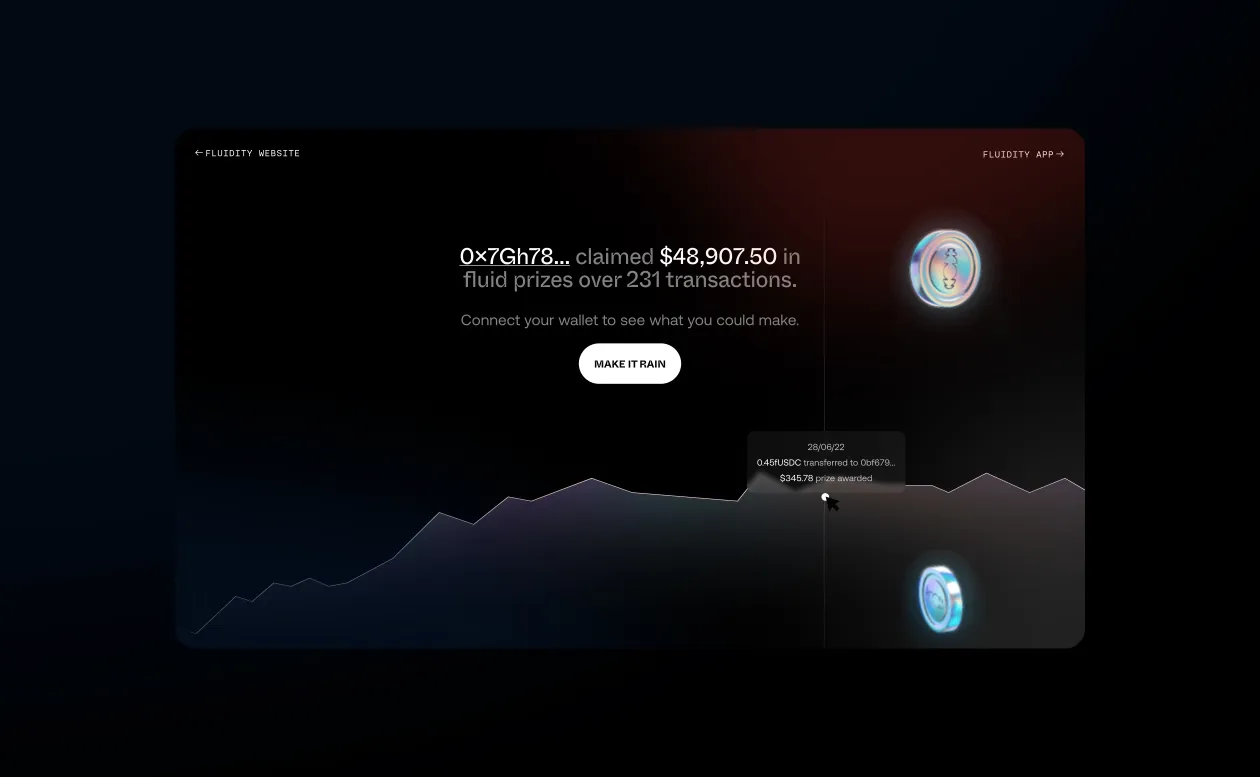 ← FLUIDITY WEBSITE
FLUIDITY APP →
0×7Gh78... claimed $48,907.50 in
fluid prizes over 231 transactions.
Connect your wallet to see what you could make.
MAKE IT RAIN
28/06/22
0.45fUSDC transferred to 0bf679...
$345.78 prize awarded